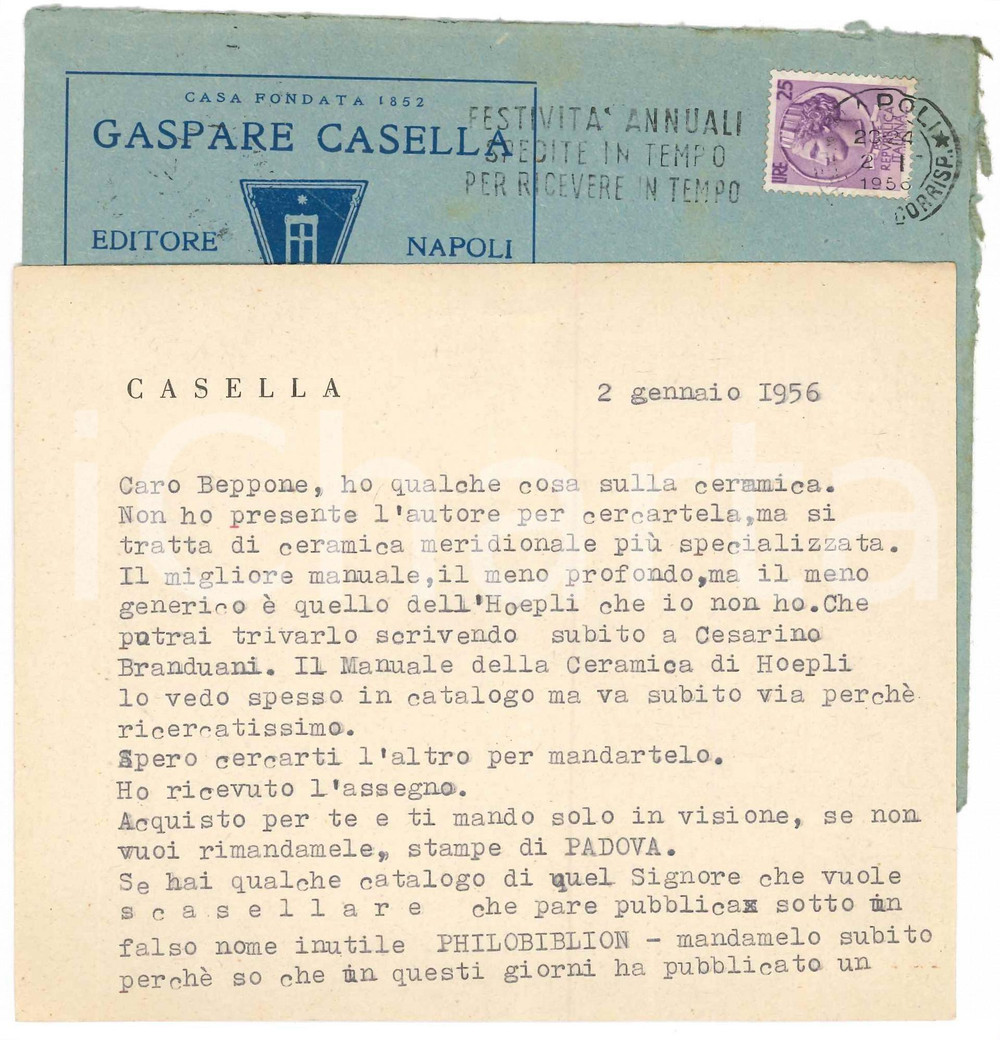 CASA FONDATA 1852
GASPARE CASELLA
EDITORE NAPOLI
FESTIVITA' ANNUALI
SPEDITE IN TEMPO
PER RICEVERE IN TEMPO
LIRE 25
POLI
1956
CORRISP.
CASELLA
2 gennaio 1956
Caro Beppone, ho qualche cosa sulla ceramica.
Non ho presente l'autore per cercartela,ma si
tratta di ceramica meridionale più specializzata.
Il migliore manuale,il meno profondo,ma il meno
generico è quello dell'Hoepli che io non ho.Che
putrai trivarlo scrivendo subito a Cesarino
Branduani. Il Manuale della Ceramica di Hoepli
lo vedo spesso in catalogo ma va subito via perchè
ricercatissimo.
Spero cercarti l'altro per mandartelo.
Ho ricevuto l'assegno.
Acquisto per te e ti mando solo in visione, se non
vuoi rimandamele, stampe di PADOVA.
Se hai qualche catalogo di quel Signore che vuole
s c a s e l l a r e che pare pubblicax sotto un
falso nome inutile PHILOBIBLION - mandamelo subito
perchè so che in questi giorni ha pubblicato un
iCharta